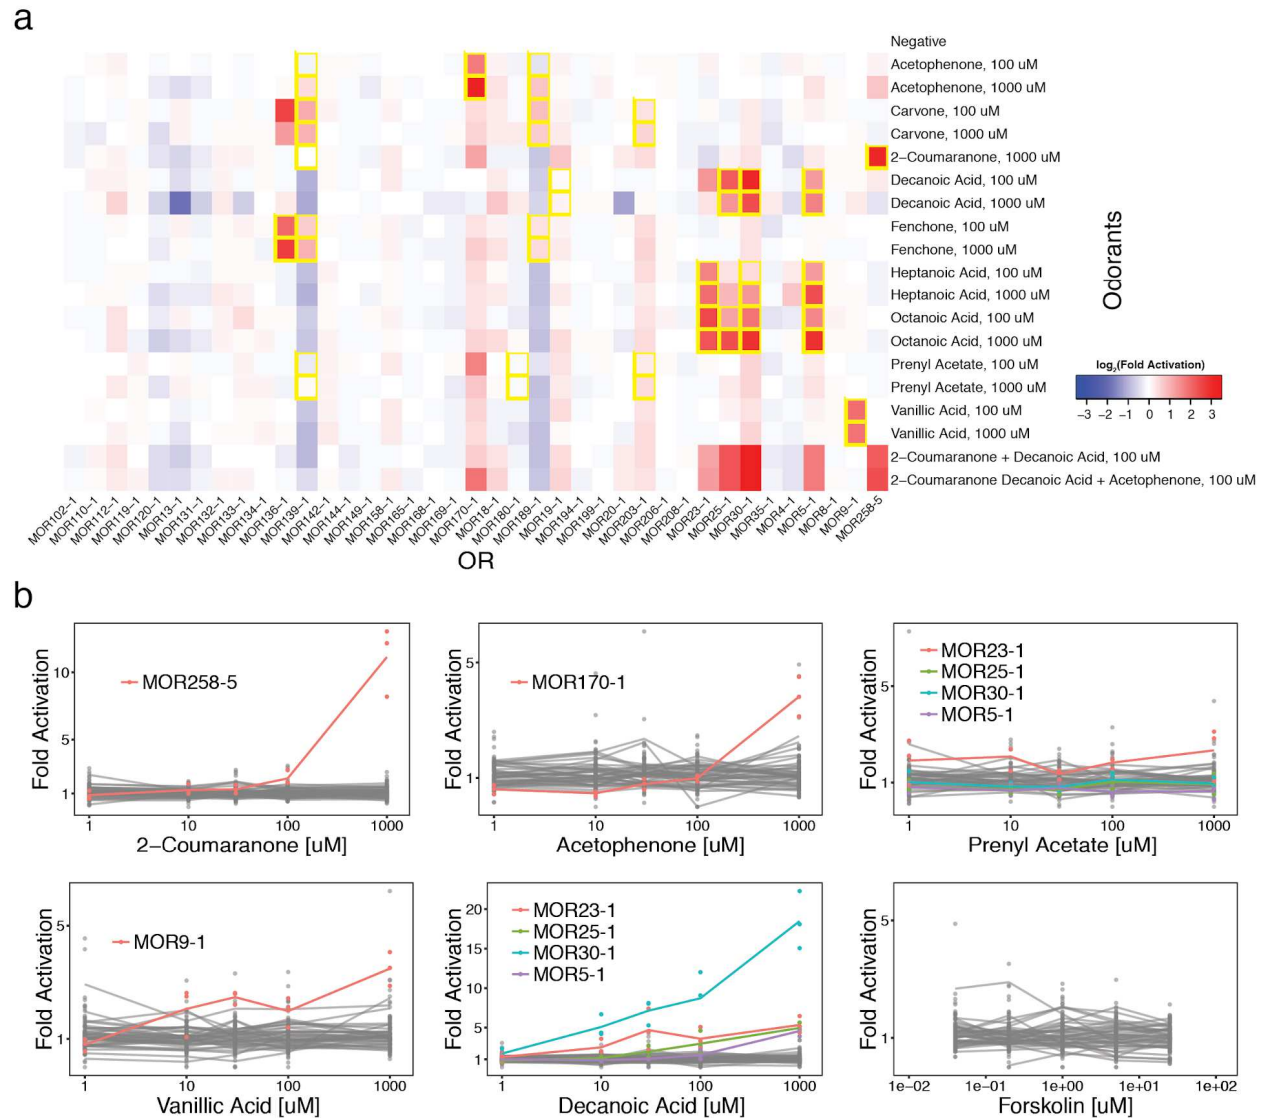 a
Negative
Acetophenone, 100 uM
Acetophenone, 1000 uM
Carvone, 100 uM
Carvone, 1000 uM
2−Coumaranone, 1000 uM
Decanoic Acid, 100 uM
Decanoic Acid, 1000 uM
Fenchone, 100 uM
Fenchone, 1000 uM
Heptanoic Acid, 100 uM
Heptanoic Acid, 1000 uM
Octanoic Acid, 100 uM
Octanoic Acid, 1000 uM
Prenyl Acetate, 100 uM
Prenyl Acetate, 1000 uM
Vanillic Acid, 100 uM
Vanillic Acid, 1000 uM
2−Coumaranone + Decanoic Acid, 100 uM
2−Coumaranone Decanoic Acid + Acetophenone, 100 uM
Odorants
log2(Fold Activation)
−3 −2 −1 0 1 2 3
MOR102−1
MOR110−1
MOR112−1
MOR119−1
MOR120−1
MOR13−1
MOR131−1
MOR132−1
MOR133−1
MOR134−1
MOR136−1
MOR139−1
MOR142−1
MOR144−1
MOR149−1
MOR158−1
MOR165−1
MOR168−1
MOR169−1
MOR170−1
MOR18−1
MOR180−1
MOR189−1
MOR19−1
MOR194−1
MOR199−1
MOR20−1
MOR203−1
MOR206−1
MOR208−1
MOR23−1
MOR25−1
MOR30−1
MOR35−1
MOR4−1
MOR5−1
MOR8−1
MOR9−1
MOR258−5
OR
b
Fold Activation
10
5
1
MOR258-5
1 10 100 1000
2−Coumaranone [uM]
Fold Activation
5
1
MOR170-1
1 10 100 1000
Acetophenone [uM]
Fold Activation
5
1
MOR23-1
MOR25-1
MOR30-1
MOR5-1
1 10 100 1000
Prenyl Acetate [uM]
Fold Activation
5
1
MOR9-1
1 10 100 1000
Vanillic Acid [uM]
Fold Activation
20
15
10
5
1
MOR23-1
MOR25-1
MOR30-1
MOR5-1
1 10 100 1000
Decanoic Acid [uM]
Fold Activation
5
1
1e−02 1e−01 1e+00 1e+01 1e+02
Forskolin [uM]